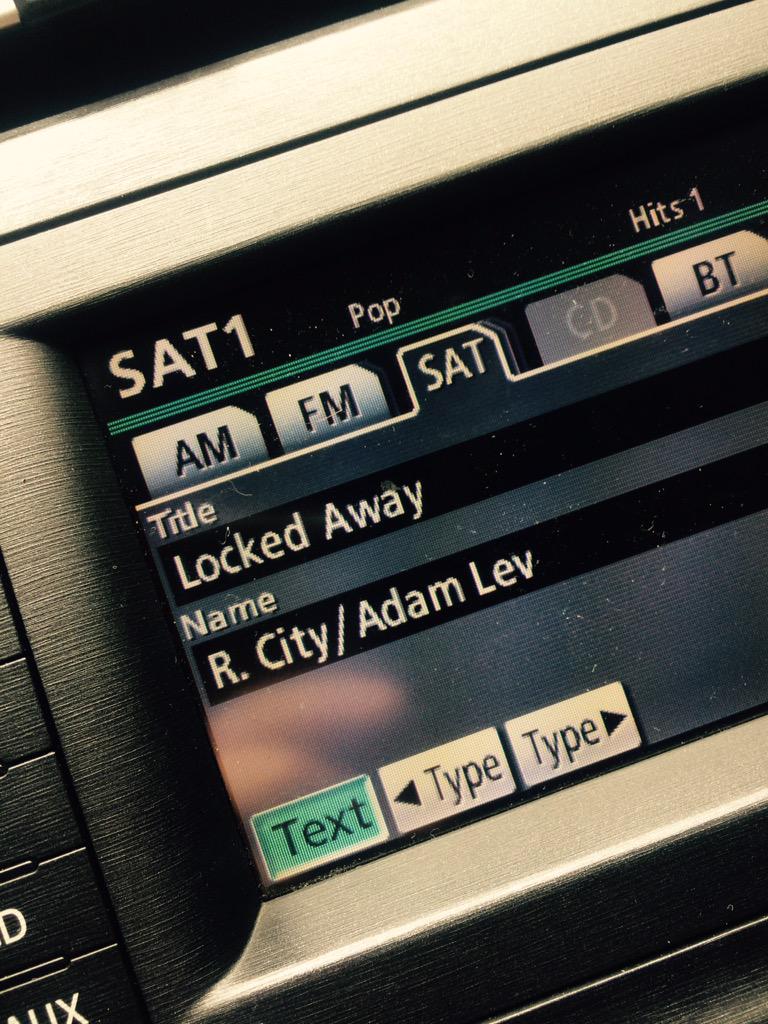 Hits 1
SAT1 Pop
AM FM SAT CD BT
Title
Locked Away
Name
R. City/Adam Lev
Text ◀Type Type▶
D
AUX